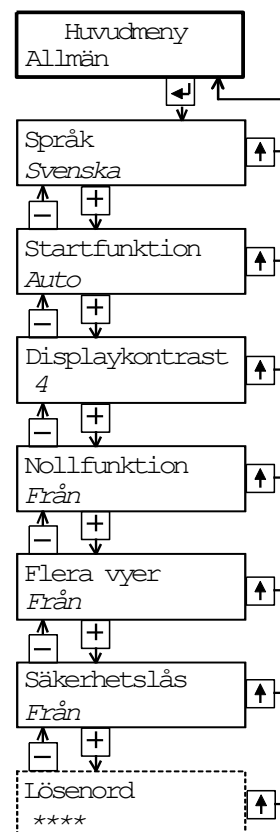 Huvudmeny
Allmän
Språk
Svenska
+
−
Startfunktion
Auto
+
−
Displaykontrast
4
+
−
Nollfunktion
Från
+
−
Flera vyer
Från
+
−
Säkerhetslås
Från
+
−
Lösenord
****